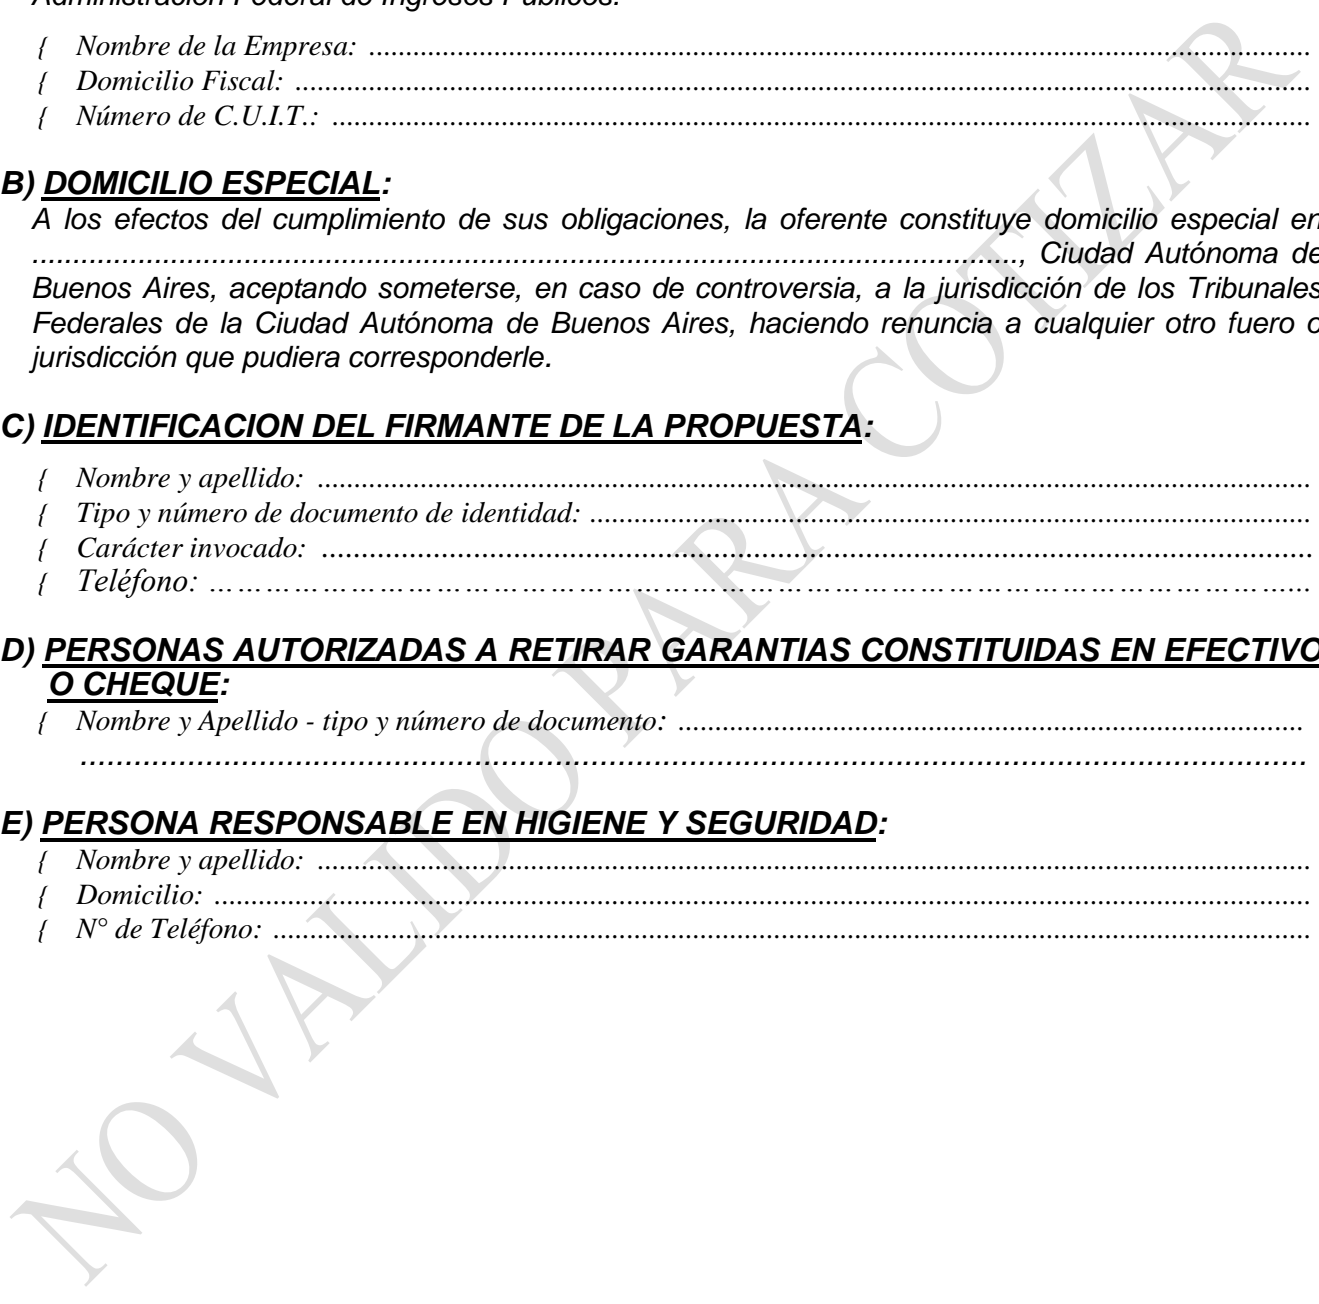 Administración Federal de Ingresos Públicos.
{ Nombre de la Empresa: ..........
{ Domicilio Fiscal: ..........
{ Número de C.U.I.T.: ..........
B) DOMICILIO ESPECIAL:
A los efectos del cumplimiento de sus obligaciones, la oferente constituye domicilio especial en
.........., Ciudad Autónoma de
Buenos Aires, aceptando someterse, en caso de controversia, a la jurisdicción de los Tribunales
Federales de la Ciudad Autónoma de Buenos Aires, haciendo renuncia a cualquier otro fuero o
jurisdicción que pudiera corresponderle.
C) IDENTIFICACION DEL FIRMANTE DE LA PROPUESTA:
{ Nombre y apellido: ..........
{ Tipo y número de documento de identidad: ..........
{ Carácter invocado: ..........
{ Teléfono: ..........
D) PERSONAS AUTORIZADAS A RETIRAR GARANTIAS CONSTITUIDAS EN EFECTIVO
O CHEQUE:
{ Nombre y Apellido - tipo y número de documento: ..........
..........
E) PERSONA RESPONSABLE EN HIGIENE Y SEGURIDAD:
{ Nombre y apellido: ..........
{ Domicilio: ..........
{ N° de Teléfono: ..........
NO VALIDO PARA COTIZAR